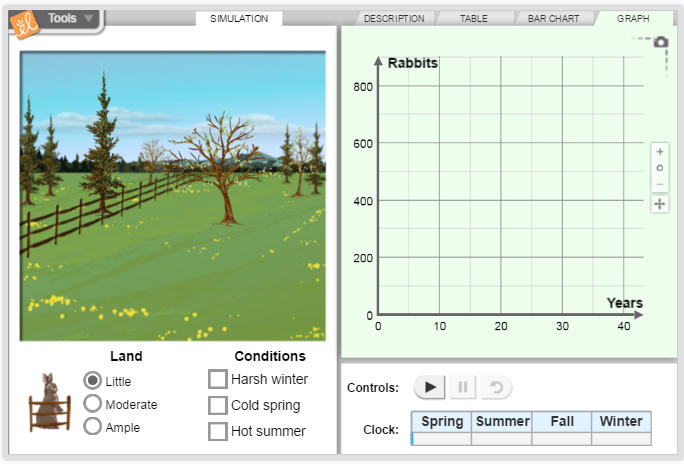 Tools
SIMULATION
DESCRIPTION TABLE BAR CHART GRAPH
Rabbits
800
600
400
200
0
Years
0 10 20 30 40
Land
Little
Moderate
Ample
Conditions
Harsh winter
Cold spring
Hot summer
Controls:
Clock:
Spring Summer Fall Winter